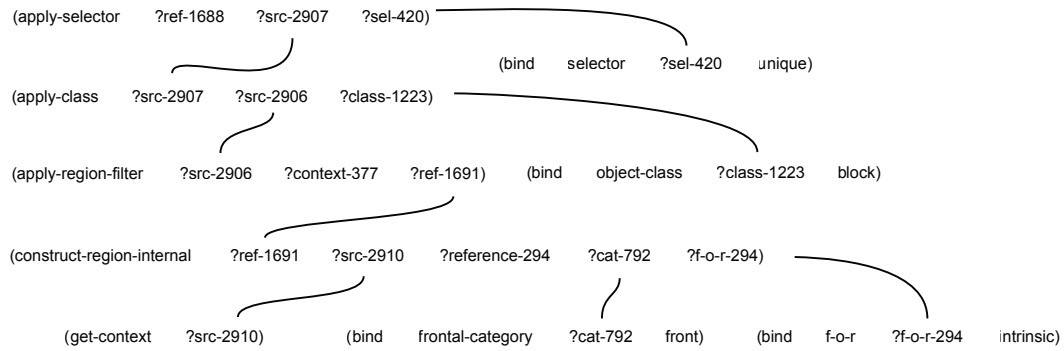 (apply-selector ?ref-1688 ?src-2907 ?sel-420)
(bind selector ?sel-420 unique)
(apply-class ?src-2907 ?src-2906 ?class-1223)
(apply-region-filter ?src-2906 ?context-377 ?ref-1691) (bind object-class ?class-1223 block)
(construct-region-internal ?ref-1691 ?src-2910 ?reference-294 ?cat-792 ?f-o-r-294)
(get-context ?src-2910) (bind frontal-category ?cat-792 front) (bind f-o-r ?f-o-r-294 intrinsic)